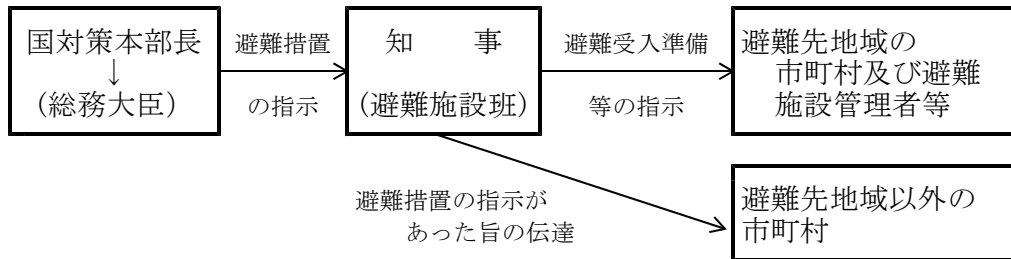 国対策本部長
↓
(総務大臣)
避難措置
の指示
知　　事
(避難施設班)
避難受入準備
等の指示
避難先地域の
市町村及び避難
施設管理者等
避難措置の指示が
あった旨の伝達
避難先地域以外の
市町村